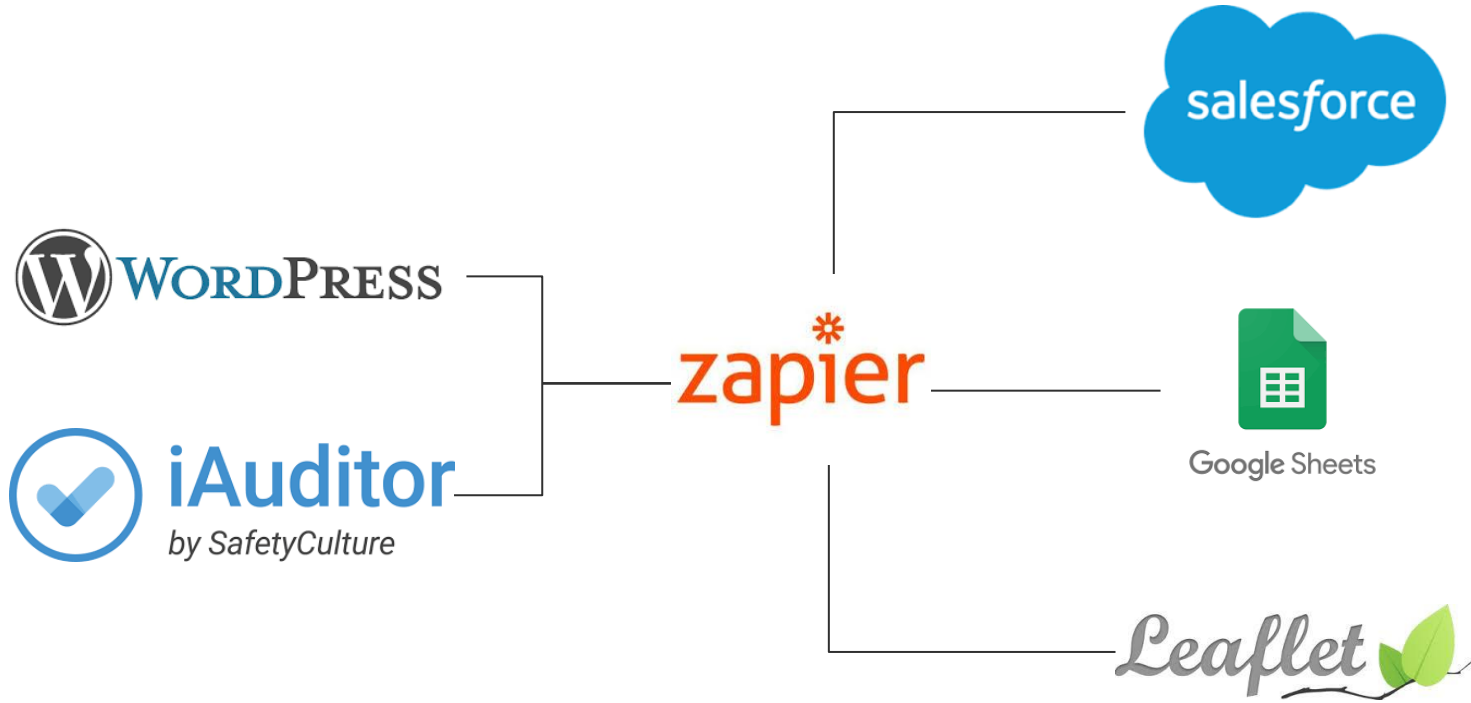 WORDPRESS
iAuditor
by SafetyCulture
zapier
salesforce
Google Sheets
Leaflet